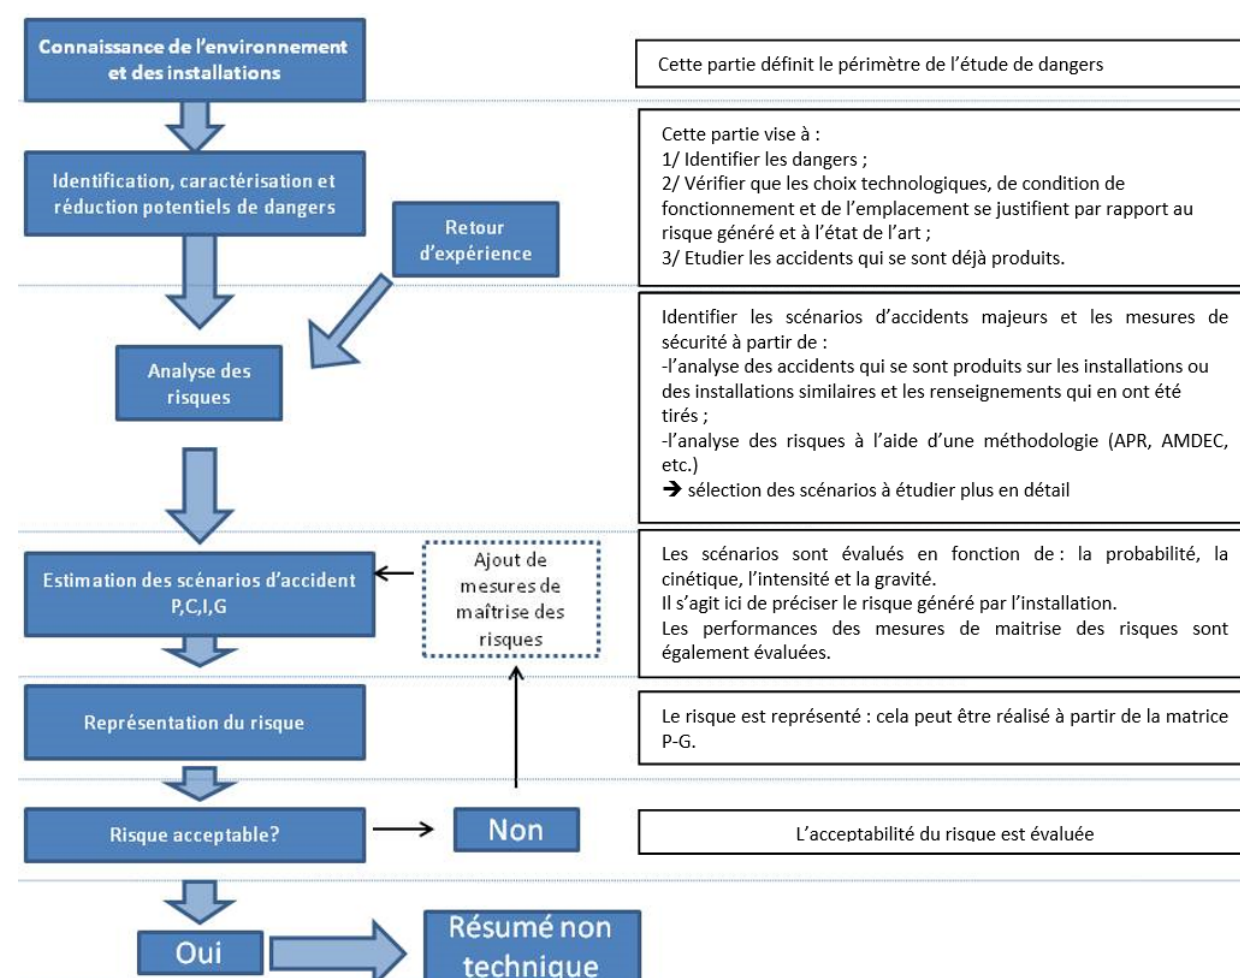 Connaissance de l'environnement
et des installations
Cette partie définit le périmètre de l'étude de dangers
Identification, caractérisation et
réduction potentiels de dangers
Retour
d'expérience
Cette partie vise à :
1/ Identifier les dangers ;
2/ Vérifier que les choix technologiques, de condition de
fonctionnement et de l'emplacement se justifient par rapport au
risque généré et à l'état de l'art ;
3/ Etudier les accidents qui se sont déjà produits.
Analyse des
risques
Identifier les scénarios d'accidents majeurs et les mesures de
sécurité à partir de :
-l'analyse des accidents qui se sont produits sur les installations ou
des installations similaires et les renseignements qui en ont été
tirés ;
-l'analyse des risques à l'aide d'une méthodologie (APR, AMDEC,
etc.)
➔ sélection des scénarios à étudier plus en détail
Estimation des scénarios d'accident
P,C,I,G
Ajout de
mesures de
maîtrise des
risques
Les scénarios sont évalués en fonction de : la probabilité, la
cinétique, l'intensité et la gravité.
Il s'agit ici de préciser le risque généré par l'installation.
Les performances des mesures de maitrise des risques sont
également évaluées.
Représentation du risque
Le risque est représenté : cela peut être réalisé à partir de la matrice
P-G.
Risque acceptable?
Non
L'acceptabilité du risque est évaluée
Oui
Résumé non
technique